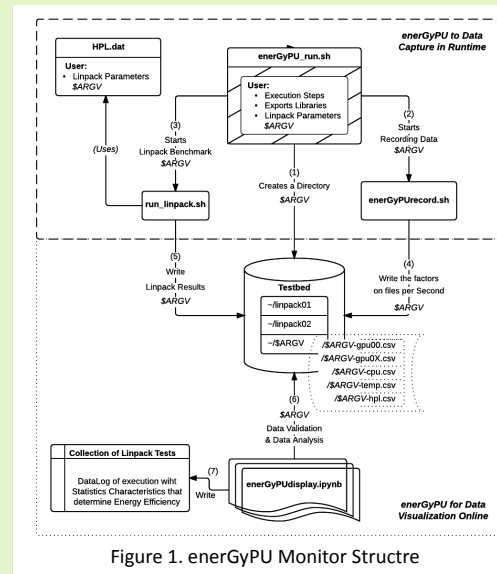 enerGyPU to Data
Capture in Runtime
HPL.dat
User:
• Linpack Parameters
$ARGV
enerGyPU_run.sh
User:
• Execution Steps
• Exports Libraries
• Linpack Parameters
$ARGV
(Uses)
(3)
Starts
Linpack Benchmark
$ARGV
(1)
Creates a Directory
$ARGV
(2)
Starts
Recording Data
$ARGV
run_linpack.sh
enerGyPUrecord.sh
(5)
Write
Linpack Results
$ARGV
Testbed
~/linpack01
~/linpack02
~/$ARGV
(4)
Write the factors
on files per Second
$ARGV
/$ARGV-gpu00.csv
/$ARGV-gpu0X.csv
/$ARGV-cpu.csv
/$ARGV-temp.csv
/$ARGV-hpl.csv
(6)
$ARGV
Data Validation
& Data Analysis
Collection of Linpack Tests
DataLog of execution wiht
Statistics Characteristics that
determine Energy Efficiency
(7)
Write
enerGyPUdisplay.ipynb
enerGyPU for Data
Visualization Online
Figure 1. enerGyPU Monitor Structre